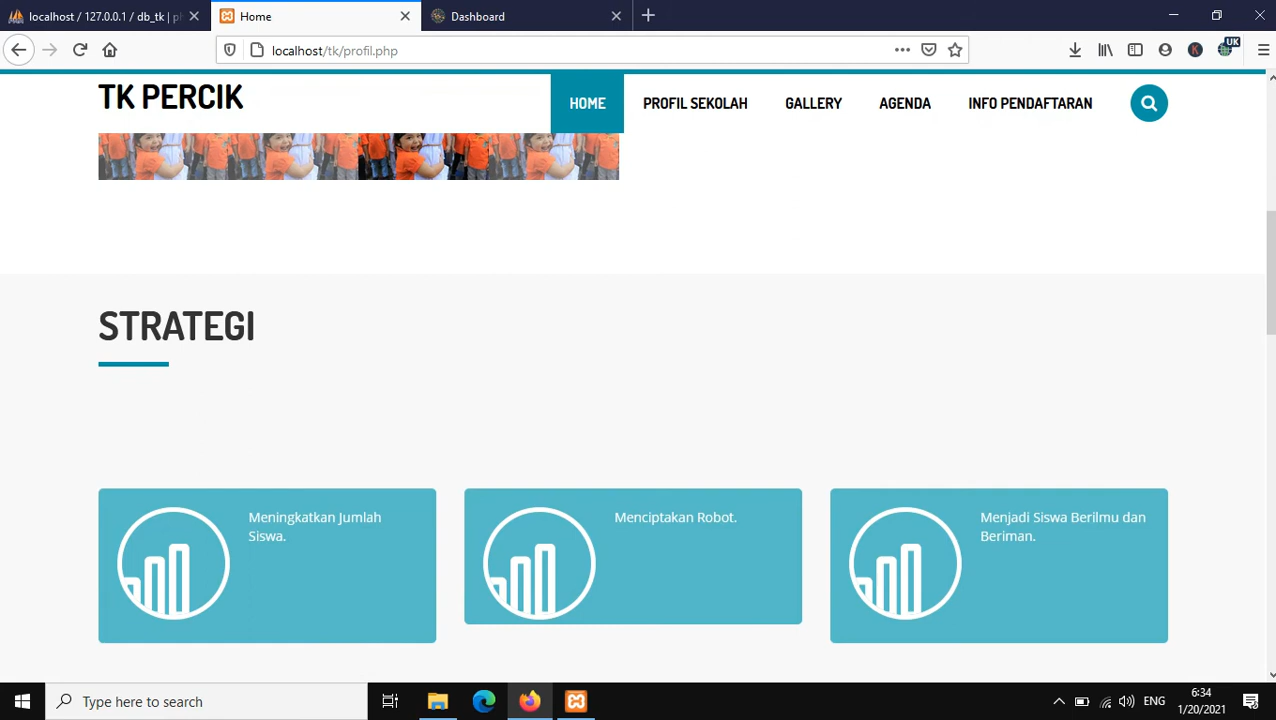 localhost / 127.0.0.1 / db_tk | ph
Home
Dashboard
localhost/tk/profil.php
K
UK
TK PERCIK
HOME
PROFIL SEKOLAH
GALLERY
AGENDA
INFO PENDAFTARAN
STRATEGI
Meningkatkan Jumlah
Siswa.
Menciptakan Robot.
Menjadi Siswa Berilmu dan
Beriman.
Type here to search
ENG
6:34
1/20/2021